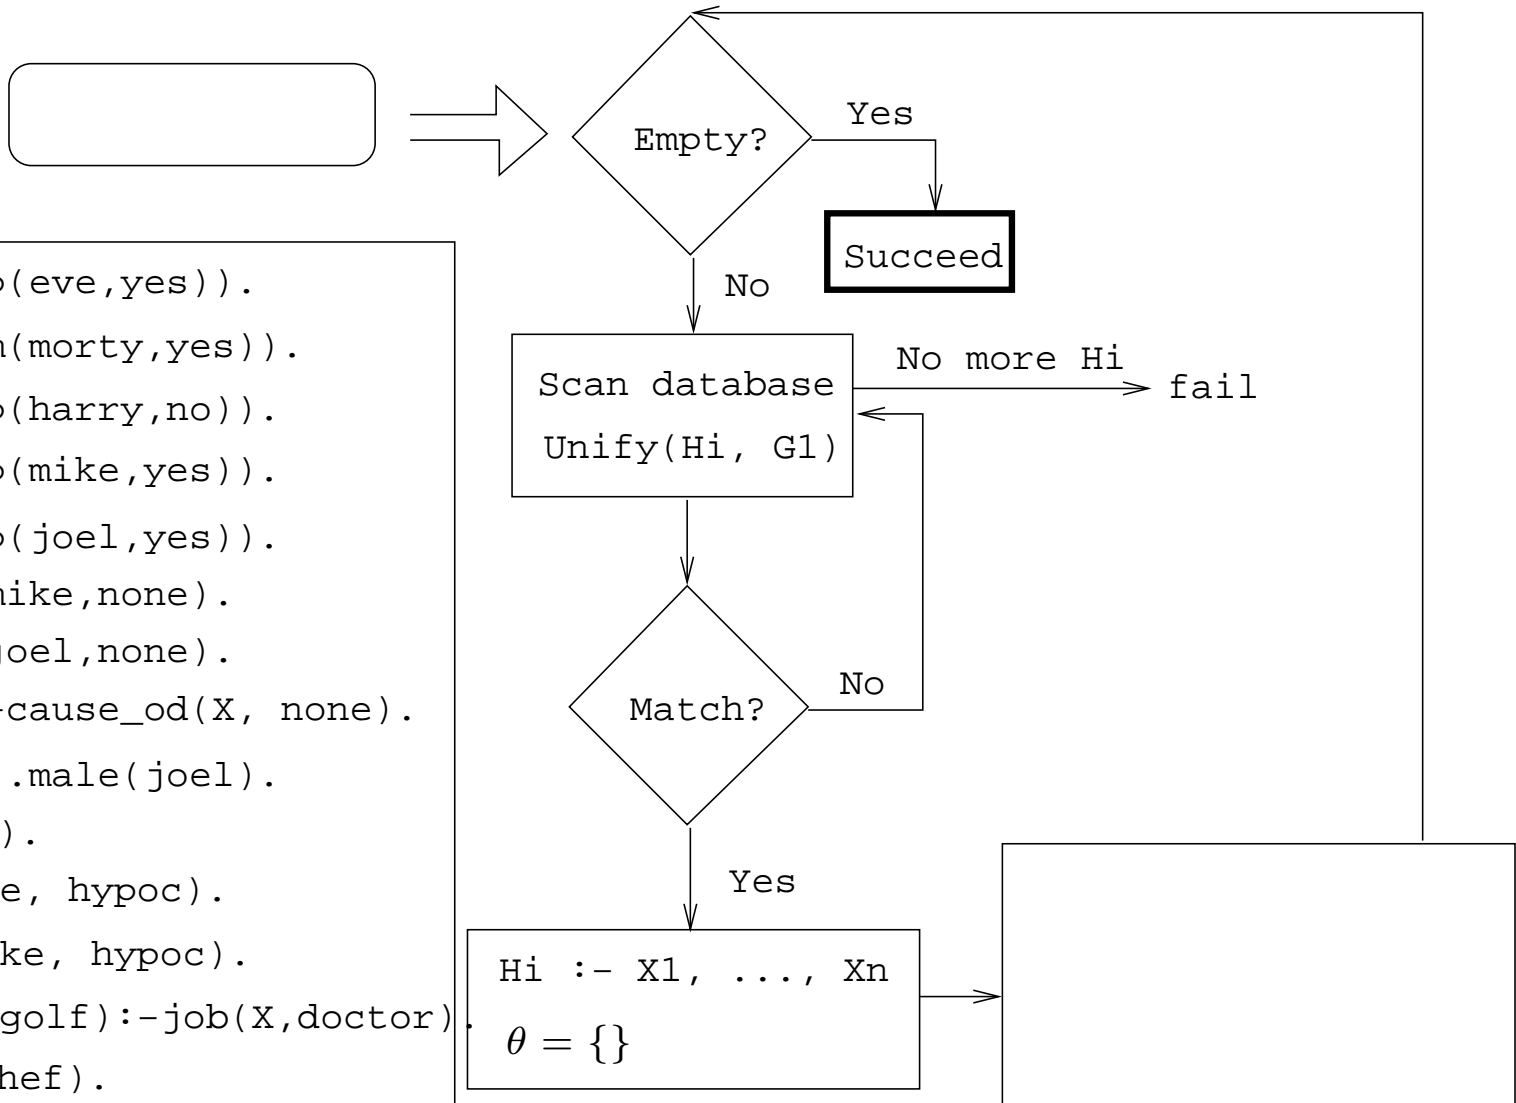 Empty?
Yes
Succeed
No
Scan database
Unify(Hi, G1)
No more Hi
fail
Match?
No
Yes
Hi :– X1, ..., Xn
θ = {}
(eve,yes)).
(morty,yes)).
(harry,no)).
(mike,yes)).
(joel,yes)).
ike,none).
oel,none).
cause_od(X, none).
.male(joel).
).
e, hypoc).
ke, hypoc).
golf):–job(X,doctor).
hef).